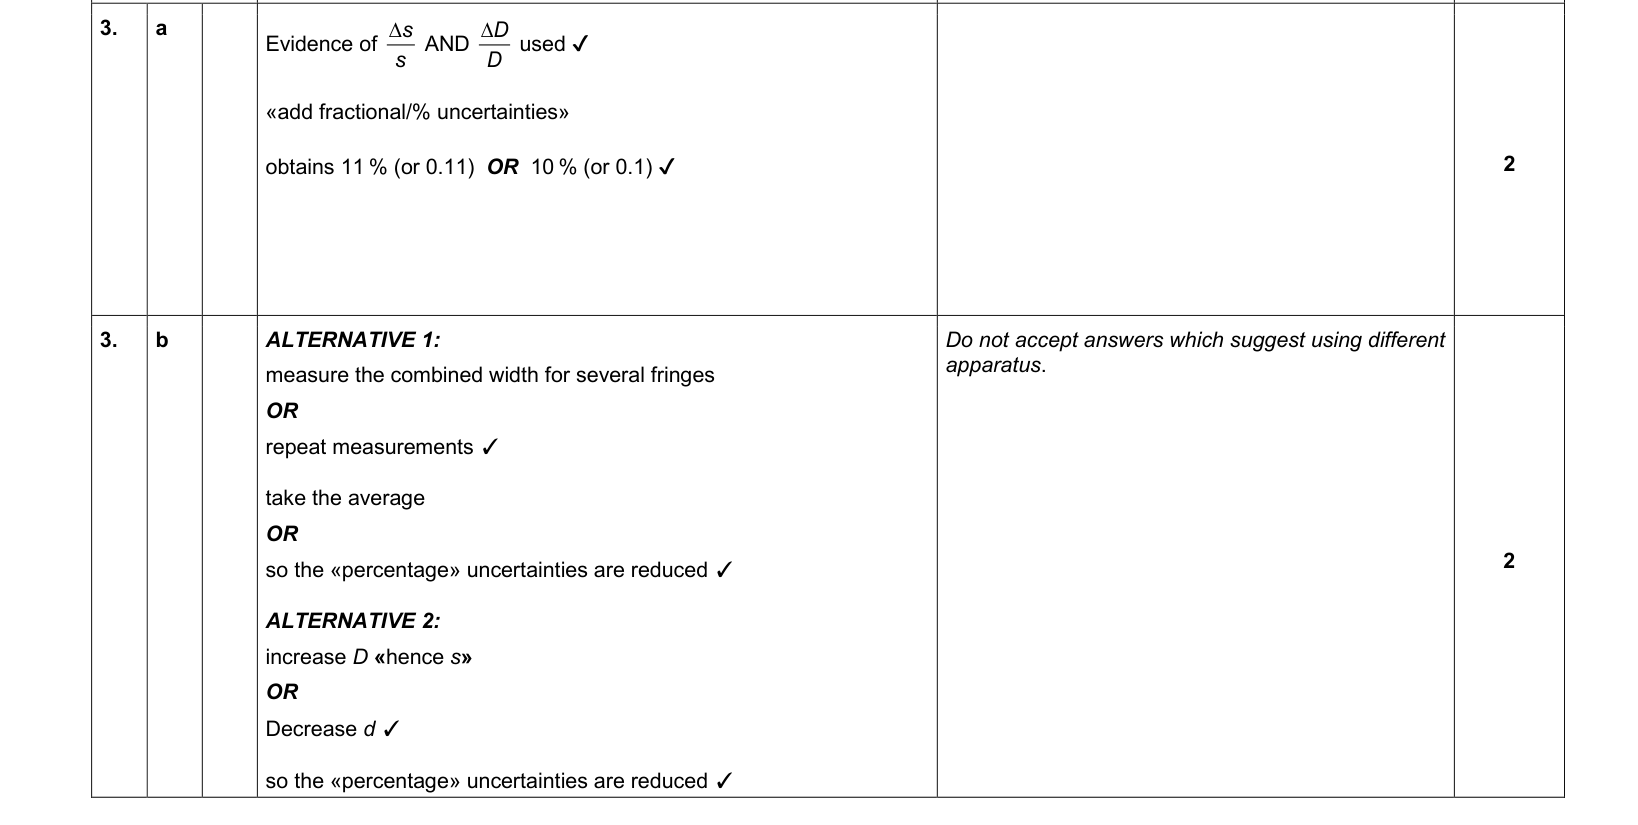 3. a
Evidence of Δs/s AND ΔD/D used ✓
«add fractional/% uncertainties»
obtains 11 % (or 0.11) OR 10 % (or 0.1) ✓
2
3. b
ALTERNATIVE 1:
measure the combined width for several fringes
OR
repeat measurements ✓
take the average
OR
so the «percentage» uncertainties are reduced ✓
ALTERNATIVE 2:
increase D «hence s»
OR
Decrease d ✓
so the «percentage» uncertainties are reduced ✓
Do not accept answers which suggest using different
apparatus.
2